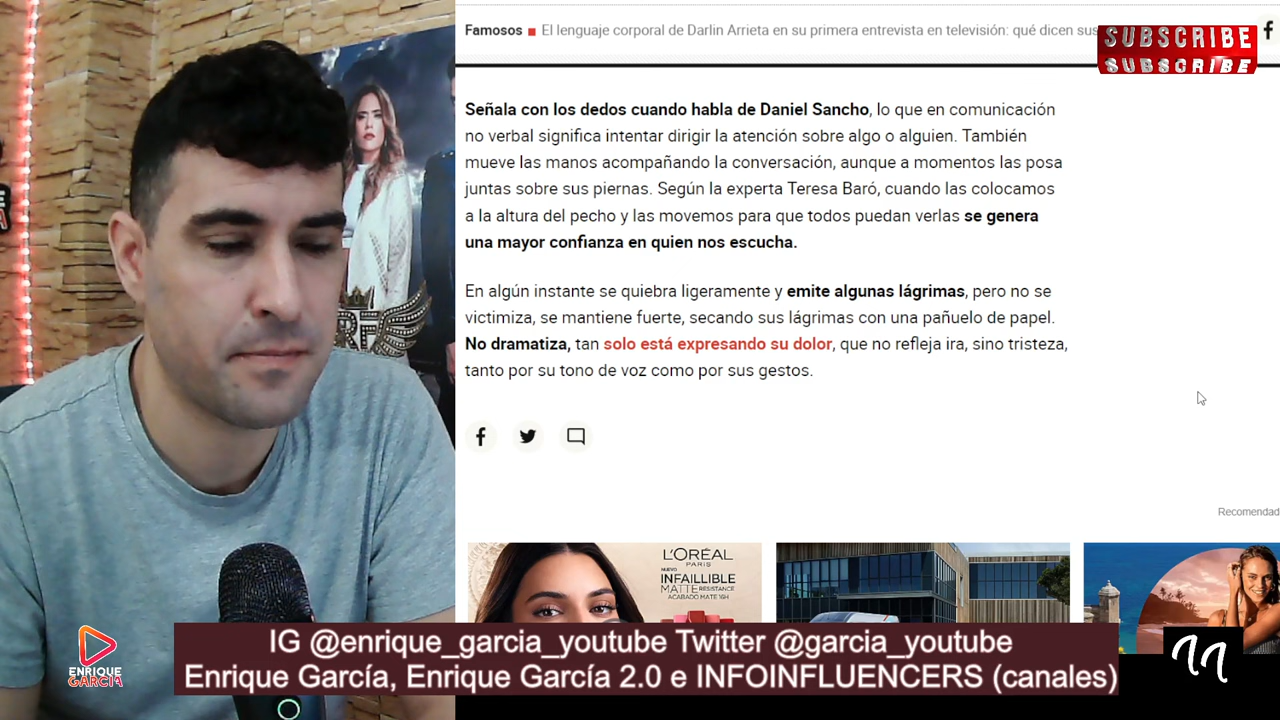 Famosos El lenguaje corporal de Darlin Arrieta en su primera entrevista en televisión: qué dicen sus
SUBSCRIBE
SUBSCRIBE
Señala con los dedos cuando habla de Daniel Sancho, lo que en comunicación
no verbal significa intentar dirigir la atención sobre algo o alguien. También
mueve las manos acompañando la conversación, aunque a momentos las posa
juntas sobre sus piernas. Según la experta Teresa Baró, cuando las colocamos
a la altura del pecho y las movemos para que todos puedan verlas se genera
una mayor confianza en quien nos escucha.
En algún instante se quiebra ligeramente y emite algunas lágrimas, pero no se
victimiza, se mantiene fuerte, secando sus lágrimas con una pañuelo de papel.
No dramatiza, tan solo está expresando su dolor, que no refleja ira, sino tristeza,
tanto por su tono de voz como por sus gestos.
Recomendad
L'ORÉAL
PARIS
NUEVO
INFAILLIBLE
MATTE RESISTANCE
ACABADO MATE 16H
IG @enrique_garcia_youtube Twitter @garcia_youtube
Enrique García, Enrique García 2.0 e INFOINFLUENCERS (canales)
ENRIQUE
GARCÍA